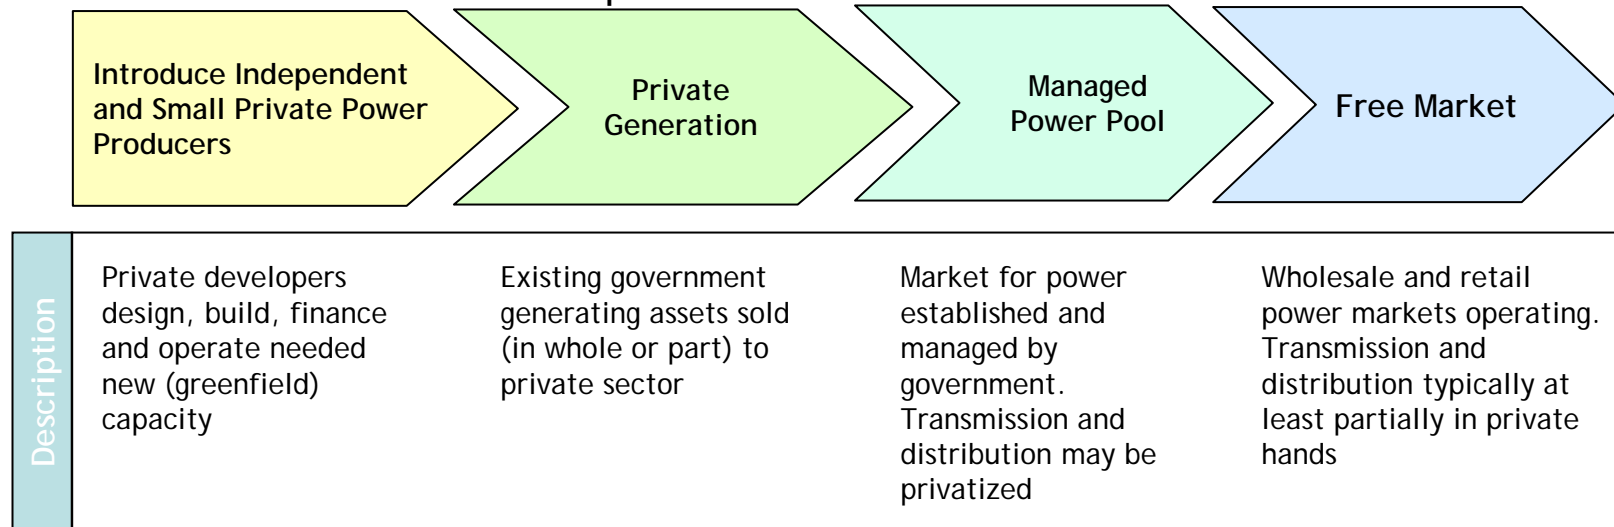 Introduce Independent
and Small Private Power
Producers
Private
Generation
Managed
Power Pool
Free Market
Description
Private developers
design, build, finance
and operate needed
new (greenfield)
capacity
Existing government
generating assets sold
(in whole or part) to
private sector
Market for power
established and
managed by
government.
Transmission and
distribution may be
privatized
Wholesale and retail
power markets operating.
Transmission and
distribution typically at
least partially in private
hands